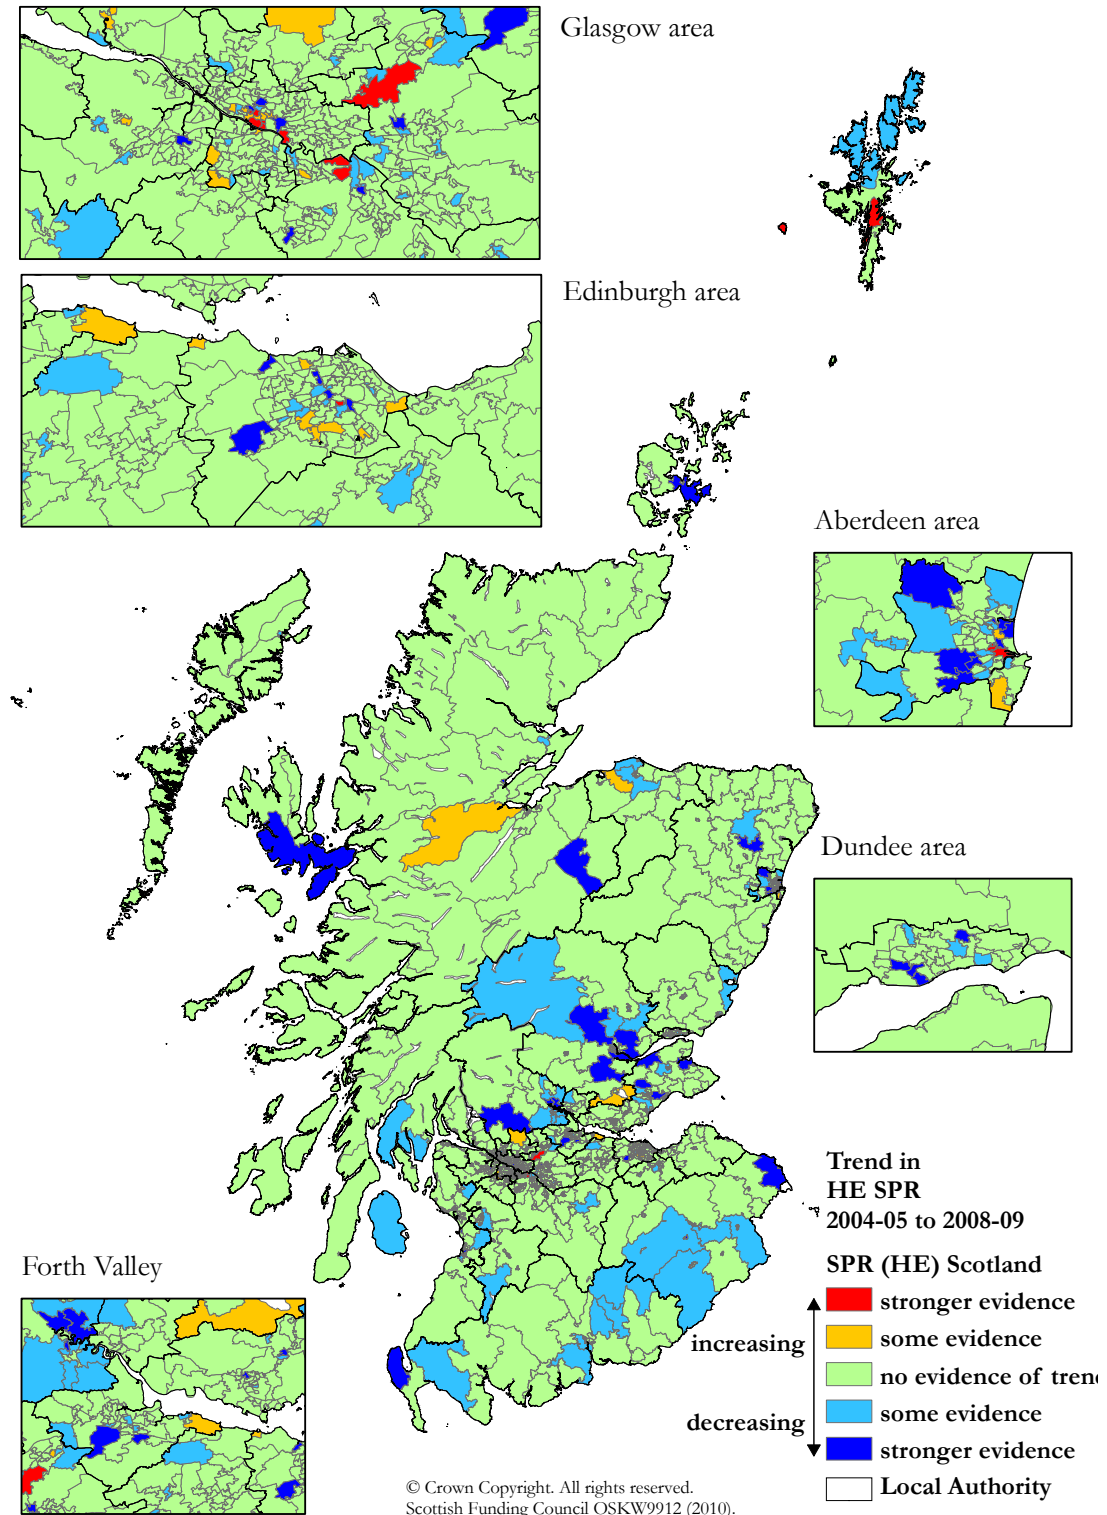 Glasgow area
Edinburgh area
Aberdeen area
Dundee area
Forth Valley
Trend in
HE SPR
2004-05 to 2008-09
SPR (HE) Scotland
stronger evidence
some evidence
increasing
no evidence of tren
some evidence
decreasing
stronger evidence
Local Authority
© Crown Copyright. All rights reserved.
Scottish Funding Council OSKW9912 (2010).